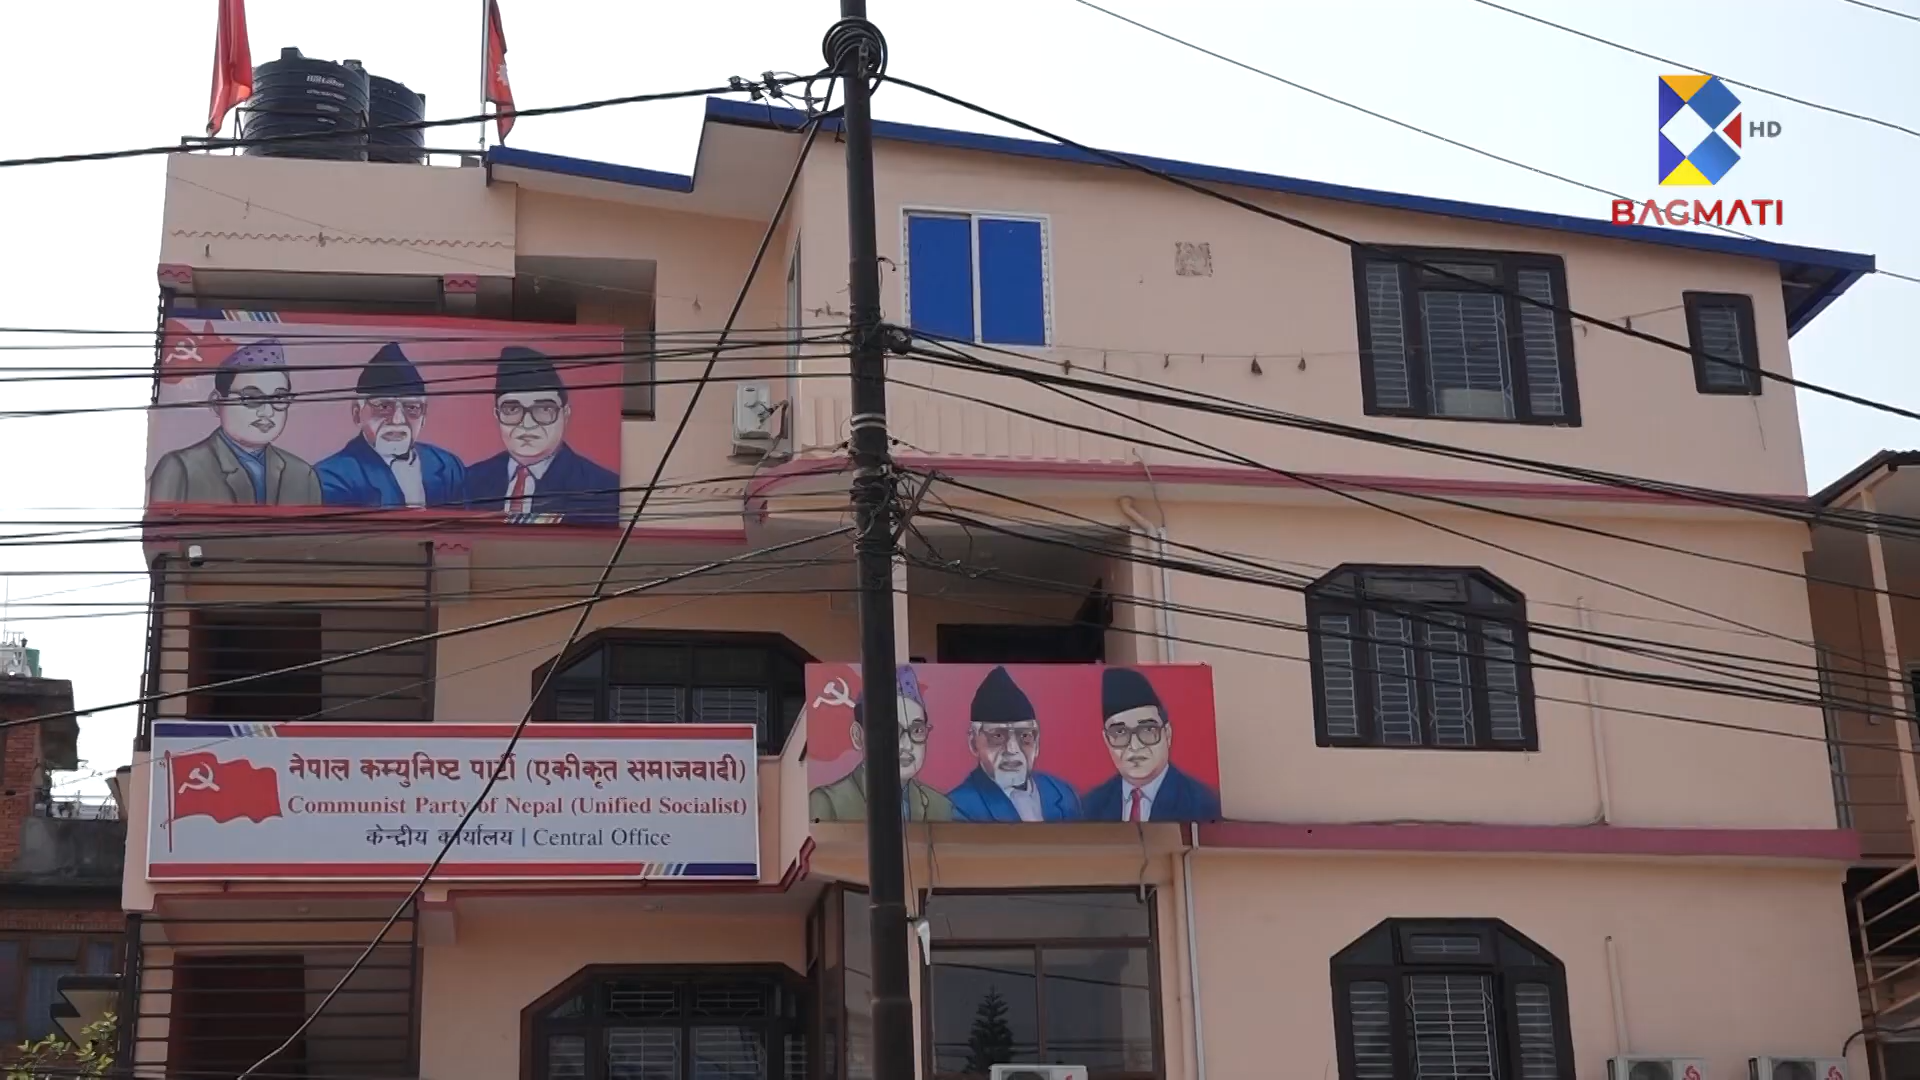 HD
BAGMATI
नेपाल कम्युनिष्ट पार्टी (एकीकृत समाजवादी)
Communist Party of Nepal (Unified Socialist)
केन्द्रीय कार्यालय | Central Office